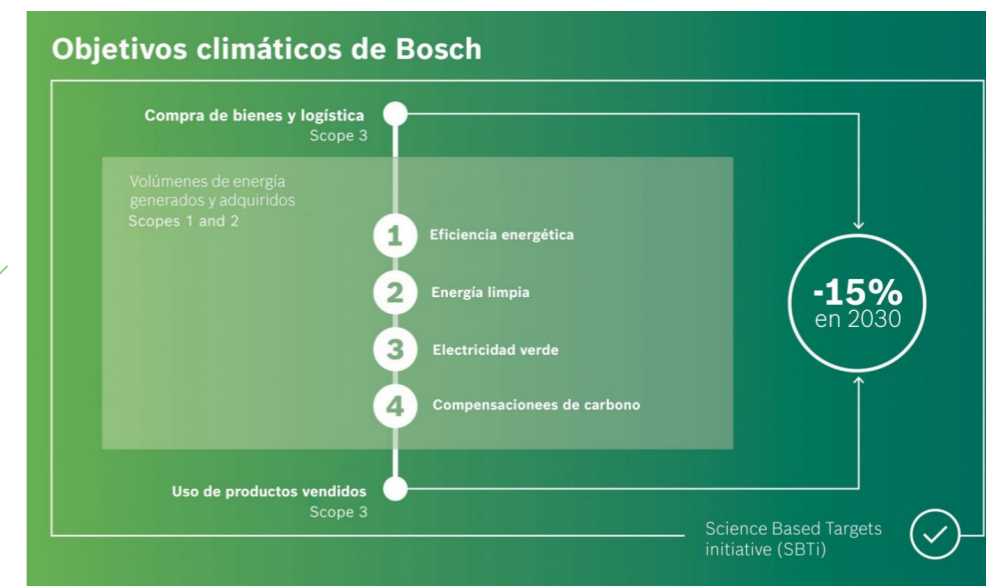 Objetivos climáticos de Bosch
Compra de bienes y logística
Scope 3
Volúmenes de energía
generados y adquiridos
Scopes 1 and 2
1 Eficiencia energética
2 Energía limpia
3 Electricidad verde
4 Compensacionees de carbono
-15%
en 2030
Uso de productos vendidos
Scope 3
Science Based Targets
initiative (SBTi)